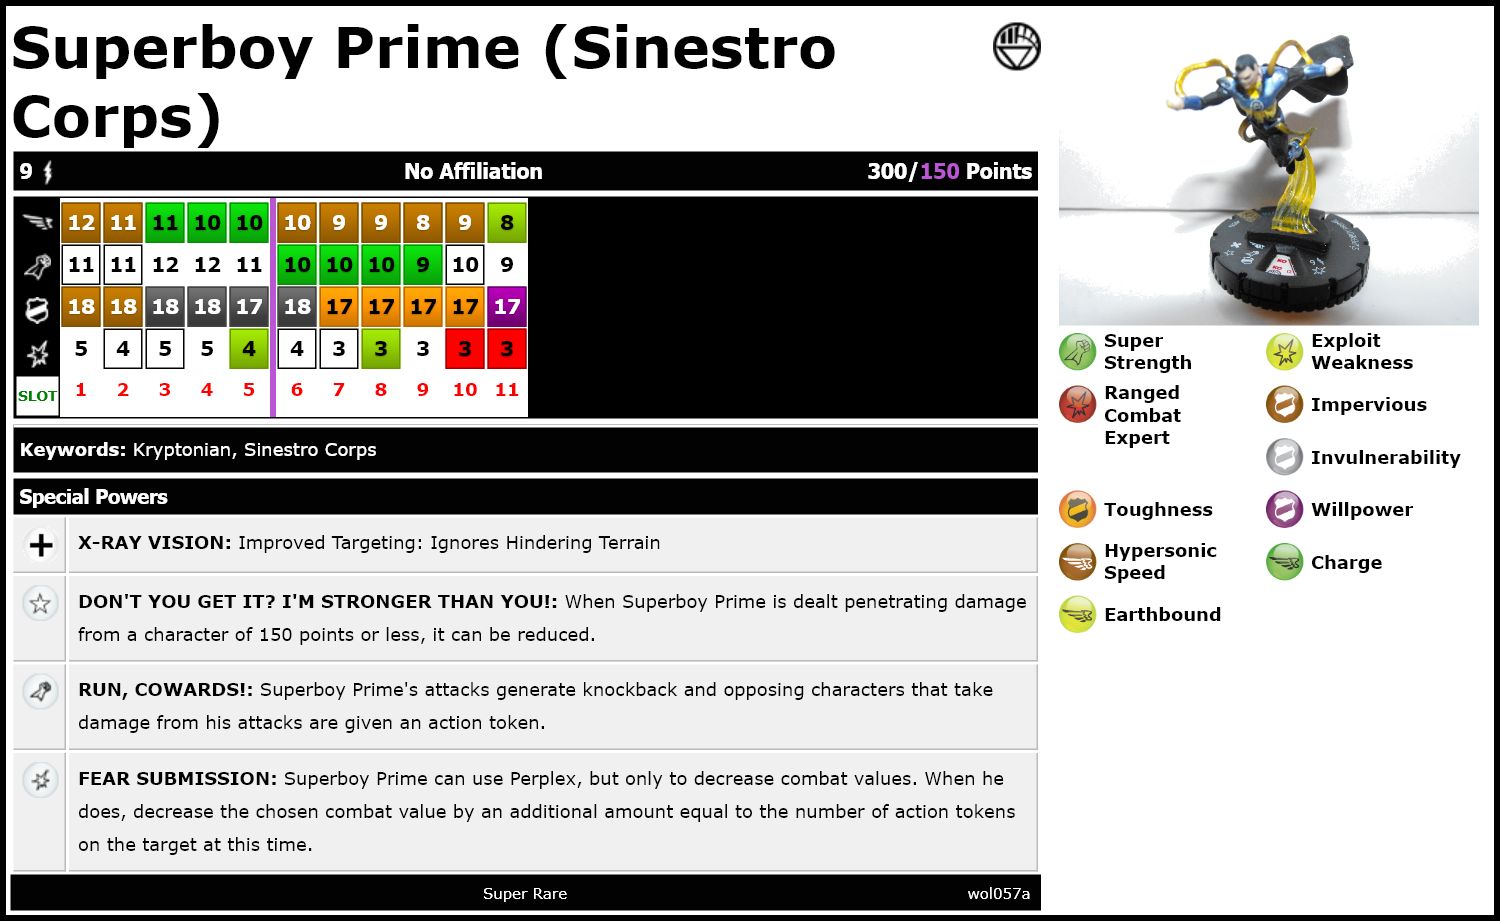 Superboy Prime (Sinestro
Corps)
9 No Affiliation 300/150 Points
12 11 11 10 10 10 9 9 8 9 8
11 11 12 12 11 10 10 10 9 10 9
18 18 18 18 17 18 17 17 17 17 17
5 4 5 5 4 4 3 3 3 3 3
SLOT 1 2 3 4 5 6 7 8 9 10 11
Keywords: Kryptonian, Sinestro Corps
Special Powers
X-RAY VISION: Improved Targeting: Ignores Hindering Terrain
DON'T YOU GET IT? I'M STRONGER THAN YOU!: When Superboy Prime is dealt penetrating damage
from a character of 150 points or less, it can be reduced.
RUN, COWARDS!: Superboy Prime's attacks generate knockback and opposing characters that take
damage from his attacks are given an action token.
FEAR SUBMISSION: Superboy Prime can use Perplex, but only to decrease combat values. When he
does, decrease the chosen combat value by an additional amount equal to the number of action tokens
on the target at this time.
Super Rare wol057a
KO
KO
Super
Strength
Exploit
Weakness
Ranged
Combat
Expert
Impervious
Invulnerability
Toughness
Willpower
Hypersonic
Speed
Charge
Earthbound